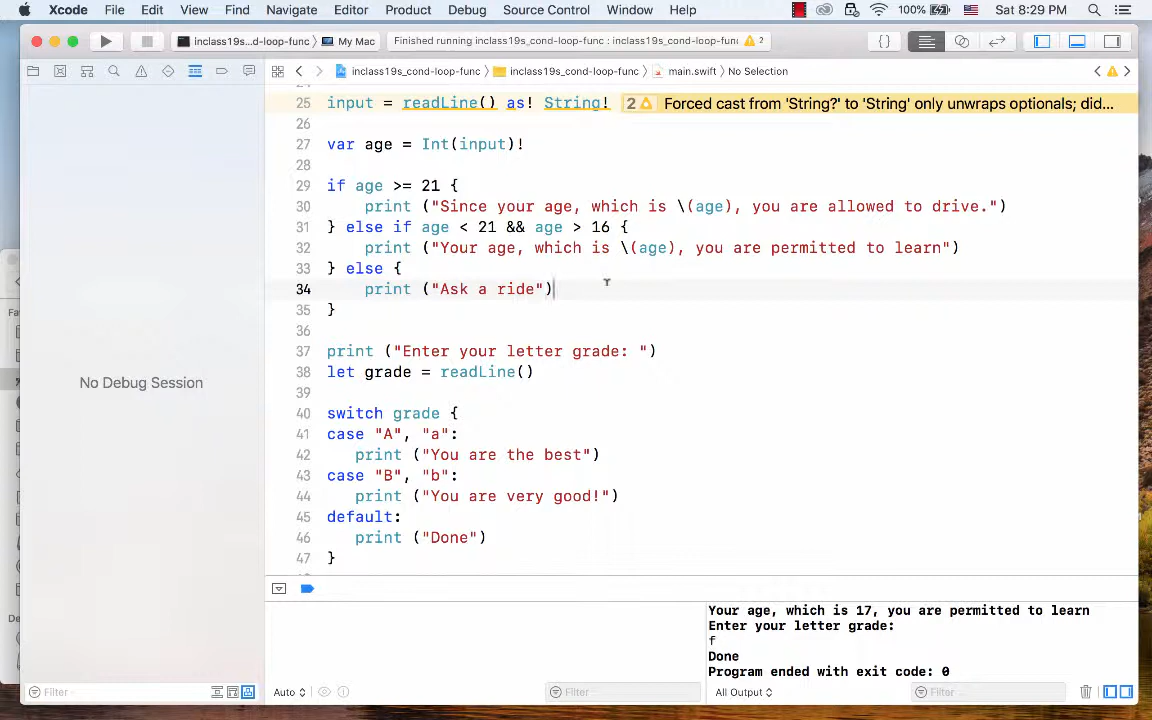 Xcode File Edit View Find Navigate Editor Product Debug Source Control Window Help 100% Sat 8:29 PM
inclass19s...d-loop-func My Mac Finished running inclass19s_cond-loop-func : inclass19s_cond-loop-func 2 {}
inclass19s_cond-loop-func inclass19s_cond-loop-func main.swift No Selection
25 input = readLine() as! String! 2 Forced cast from 'String?' to 'String' only unwraps optionals; did...
26
27 var age = Int(input)!
28
29 if age >= 21 {
30 print ("Since your age, which is \(age), you are allowed to drive.")
31 } else if age < 21 && age > 16 {
32 print ("Your age, which is \(age), you are permitted to learn")
33 } else {
34 print ("Ask a ride")
35 }
36
37 print ("Enter your letter grade: ")
38 let grade = readLine()
39
40 switch grade {
41 case "A", "a":
42 print ("You are the best")
43 case "B", "b":
44 print ("You are very good!")
45 default:
46 print ("Done")
47 }
No Debug Session
Your age, which is 17, you are permitted to learn
Enter your letter grade:
f
Done
Program ended with exit code: 0
Filter Auto Filter All Output Filter